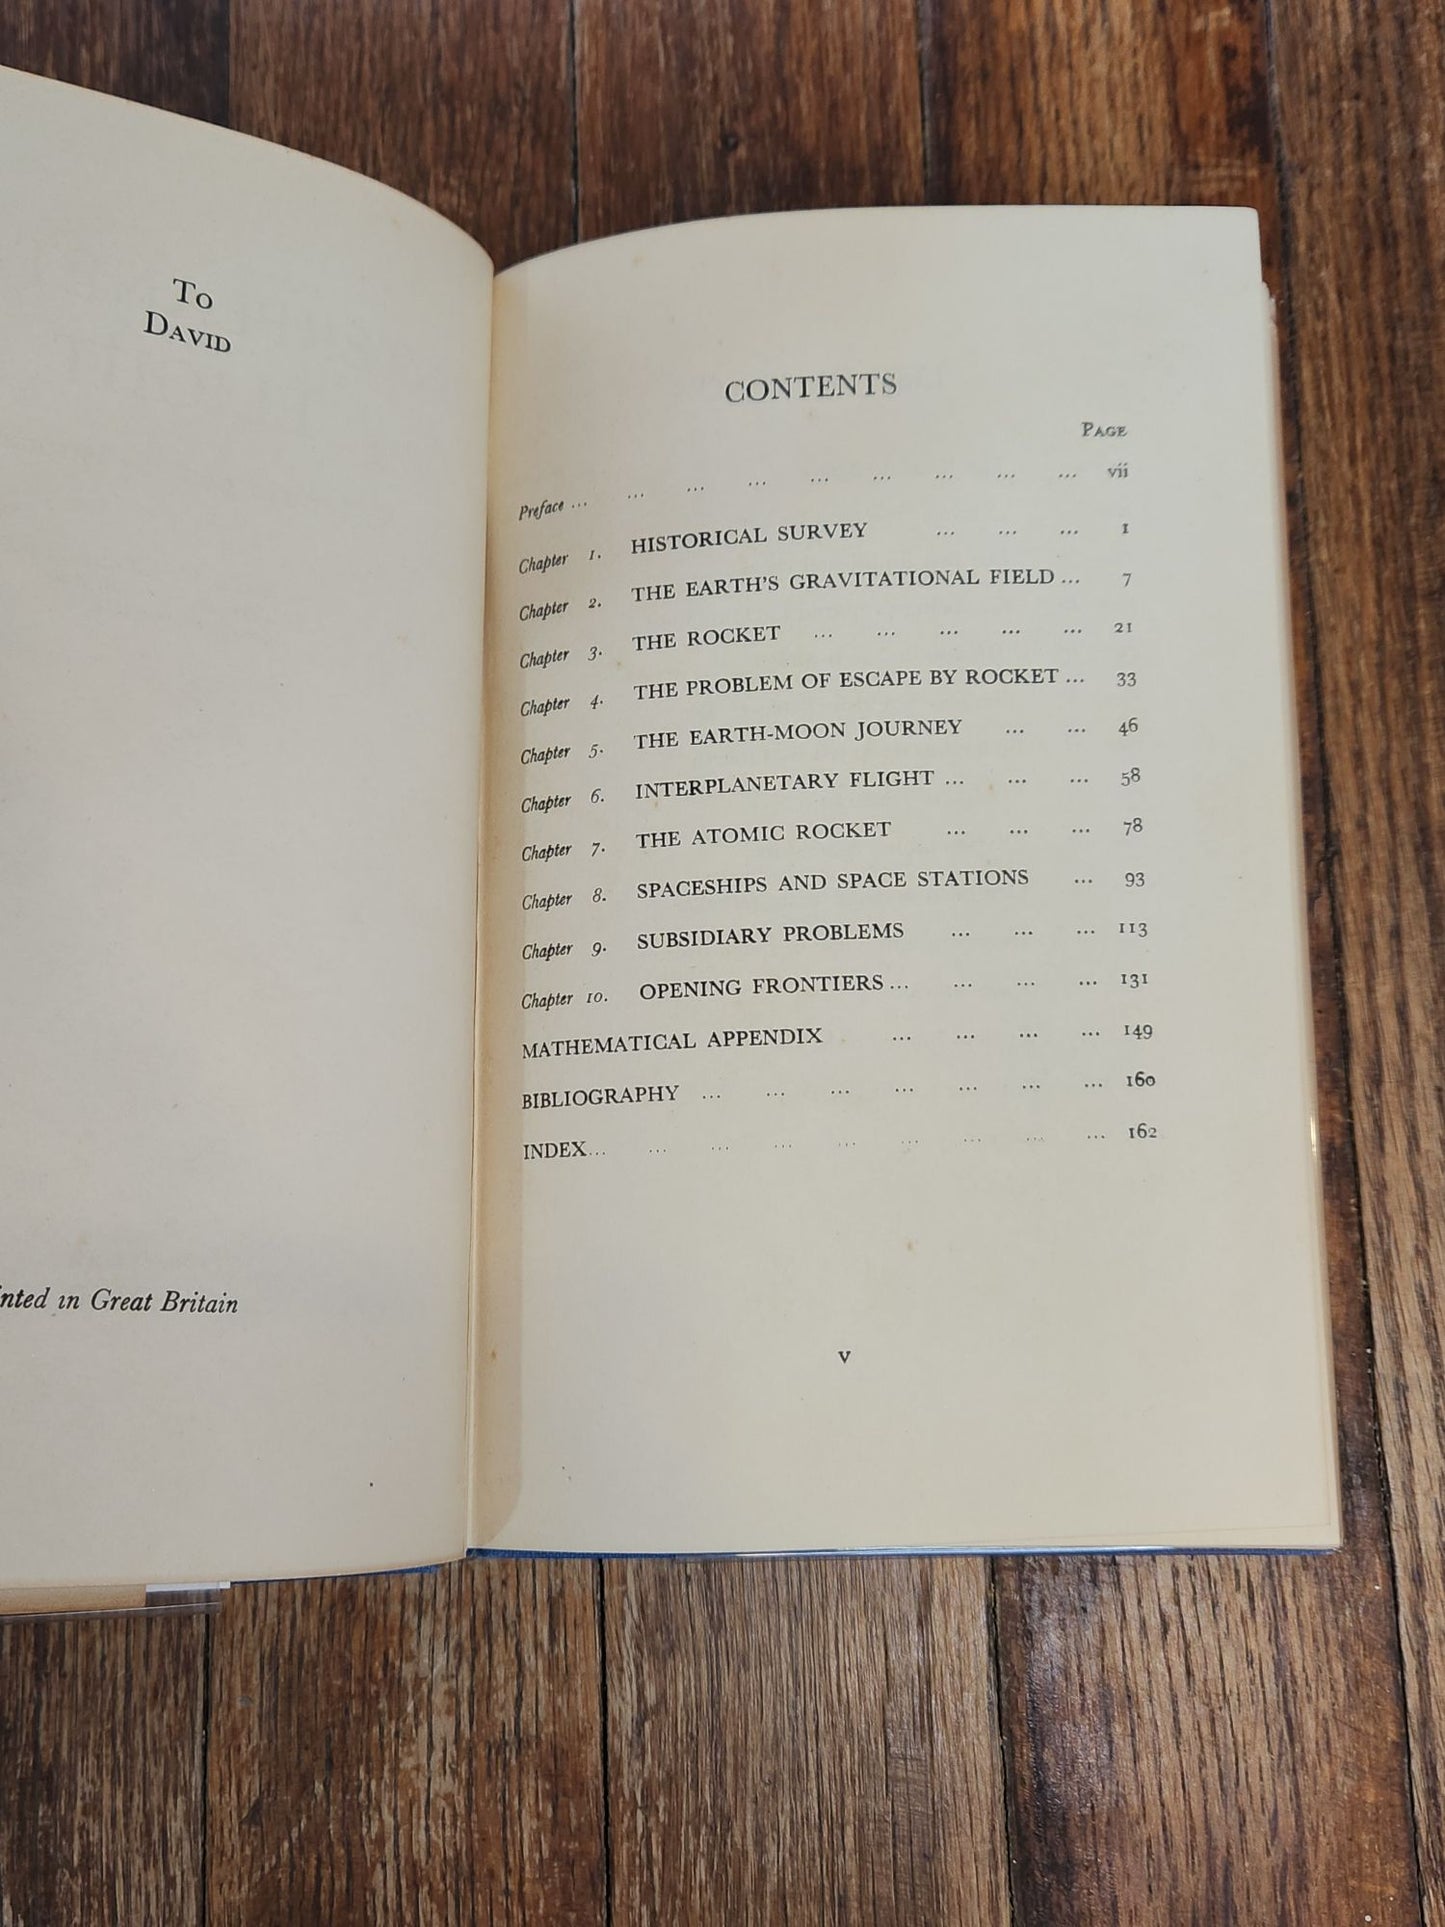 To
David
nted in Great Britain
CONTENTS
Page
Preface ... ... ... ... ... ... ... ... ... vii
Chapter 1. HISTORICAL SURVEY ... ... ... 1
Chapter 2. THE EARTH'S GRAVITATIONAL FIELD ... 7
Chapter 3. THE ROCKET ... ... ... ... ... 21
Chapter 4. THE PROBLEM OF ESCAPE BY ROCKET ... 33
Chapter 5. THE EARTH-MOON JOURNEY ... ... 46
Chapter 6. INTERPLANETARY FLIGHT ... ... ... 58
Chapter 7. THE ATOMIC ROCKET ... ... ... 78
Chapter 8. SPACESHIPS AND SPACE STATIONS ... 93
Chapter 9. SUBSIDIARY PROBLEMS ... ... ... 113
Chapter 10. OPENING FRONTIERS ... ... ... ... 131
MATHEMATICAL APPENDIX ... ... ... ... 149
BIBLIOGRAPHY ... ... ... ... ... ... ... 160
INDEX... ... ... ... ... ... ... ... ... 162
v